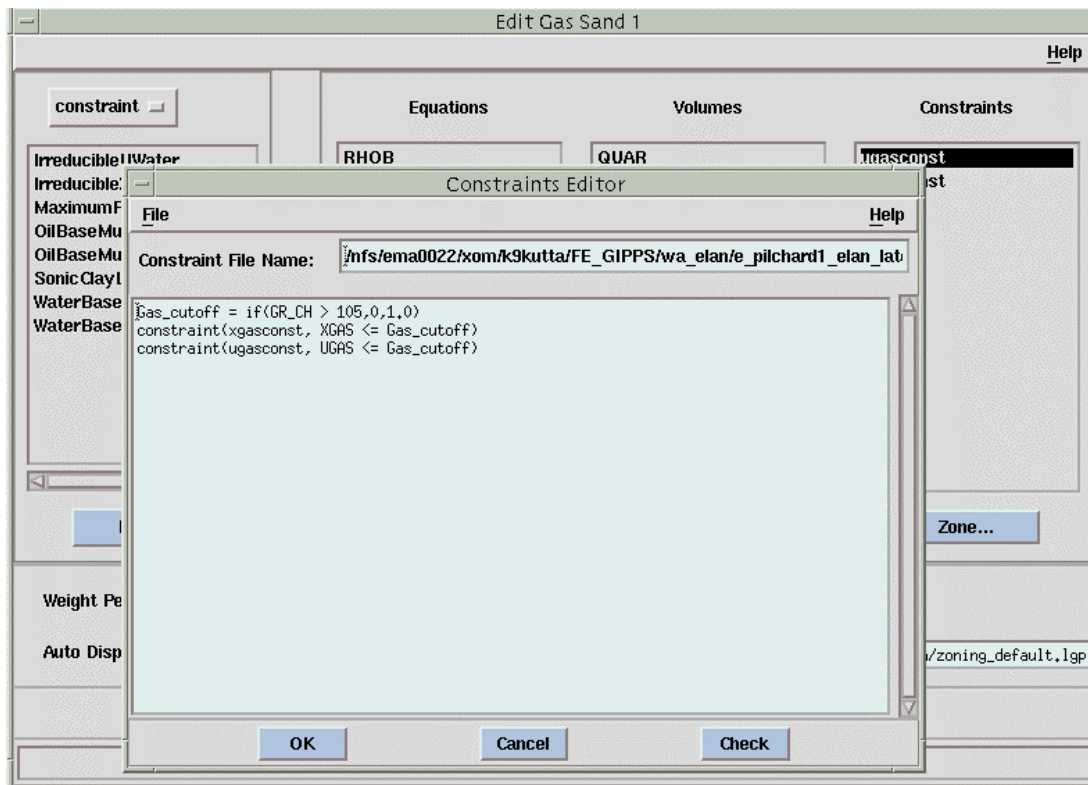 Edit Gas Sand 1
Help
constraint
Equations
Volumes
Constraints
IrreducibleUWater
RHOB
QUAR
ugasconst
MaximumF
OilBaseMu
OilBaseMu
SonicClayL
WaterBase
WaterBase
Constraints Editor
File
Help
Constraint File Name:
/nfs/ema0022/xom/k9kutta/FE_GIPPS/wa_elan/e_pilchard1_elan_lat
Gas_cutoff = if(GR_CH > 105,0,1.0)
constraint(xgasconst, XGAS <= Gas_cutoff)
constraint(ugasconst, UGAS <= Gas_cutoff)
Zone...
Weight Pe
Auto Disp
/zoning_default.lgp
OK
Cancel
Check